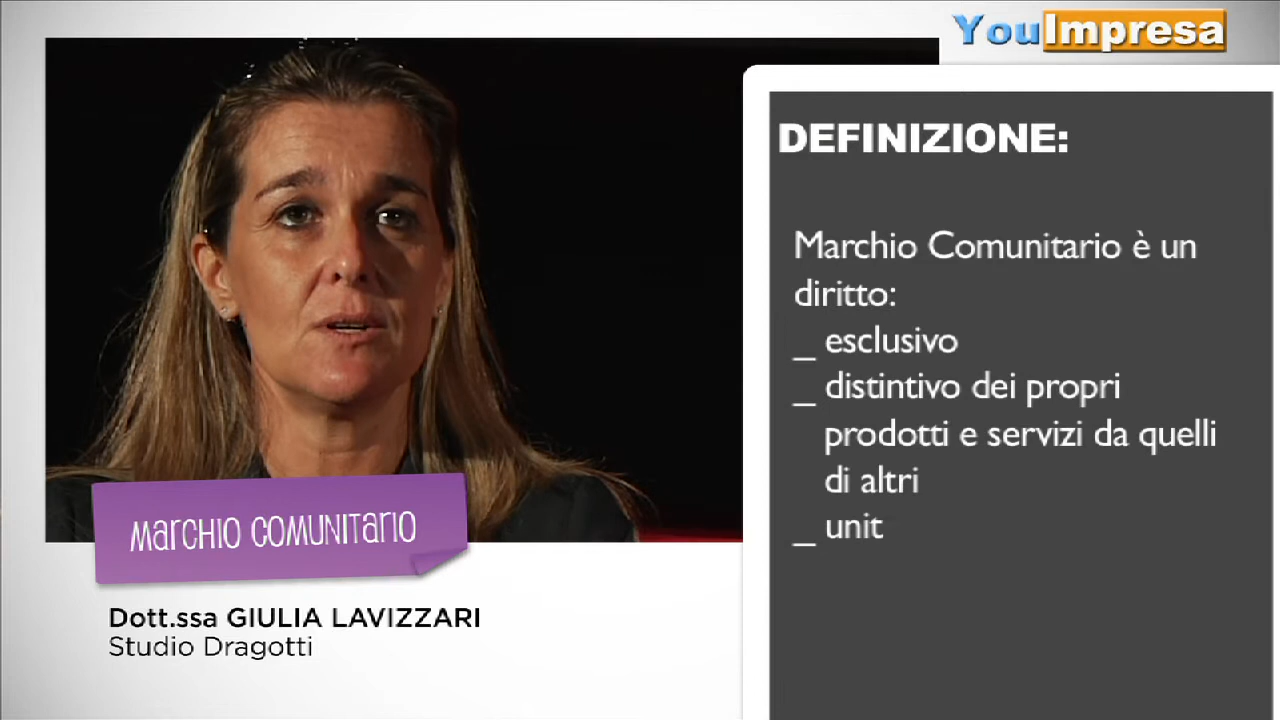 YouImpresa
DEFINIZIONE:
Marchio Comunitario è un
diritto:
_ esclusivo
_ distintivo dei propri
prodotti e servizi da quelli
di altri
_ unit
Marchio Comunitario
Dott.ssa GIULIA LAVIZZARI
Studio Dragotti